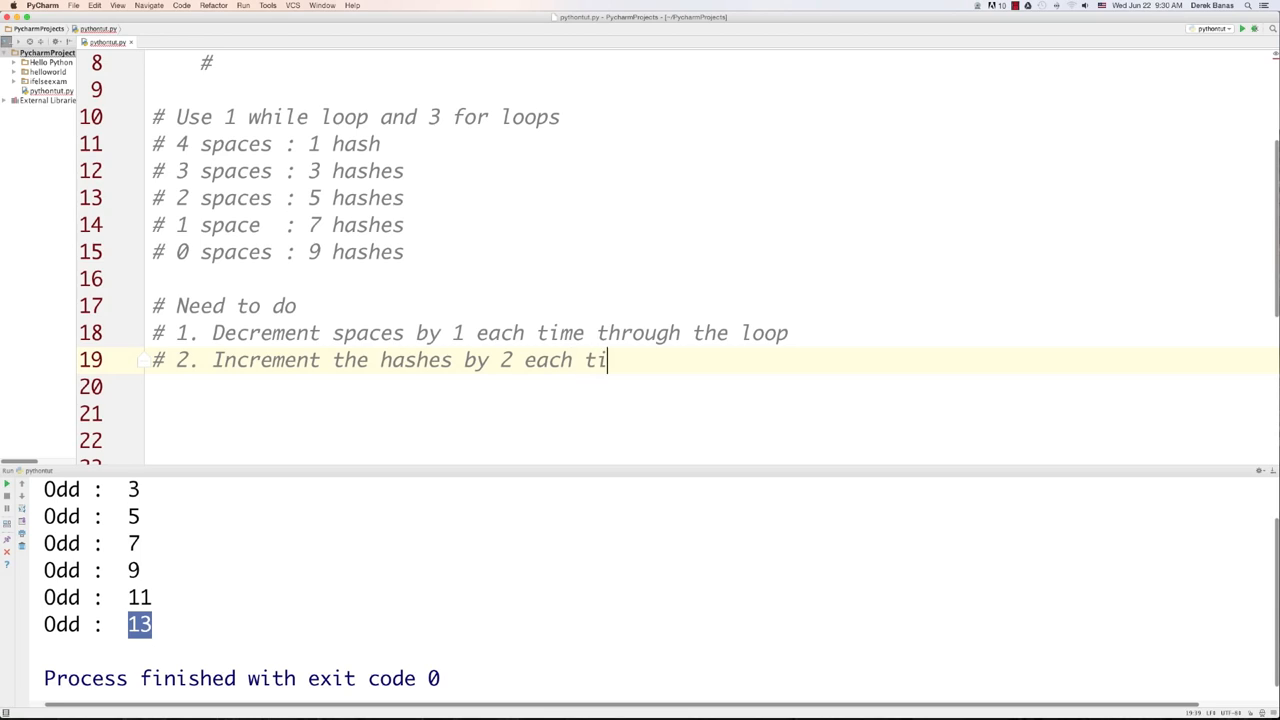 PyCharm File Edit View Navigate Code Refactor Run Tools VCS Window Help 10 Wed Jun 22 9:30 AM Derek Banas
pythontut.py - PycharmProjects - [~/PycharmProjects]
PycharmProjects pythontut.py pythontut
pythontut.py
PycharmProject
Hello Python
helloworld
ifelseexam
pythontut.py
External Librarie
8 #
9
10 # Use 1 while loop and 3 for loops
11 # 4 spaces : 1 hash
12 # 3 spaces : 3 hashes
13 # 2 spaces : 5 hashes
14 # 1 space  : 7 hashes
15 # 0 spaces : 9 hashes
16
17 # Need to do
18 # 1. Decrement spaces by 1 each time through the loop
19 # 2. Increment the hashes by 2 each ti
20
21
22
Run pythontut
Odd :  3
Odd :  5
Odd :  7
Odd :  9
Odd :  11
Odd :  13
Process finished with exit code 0
19:39 LF‡ UTF-8‡